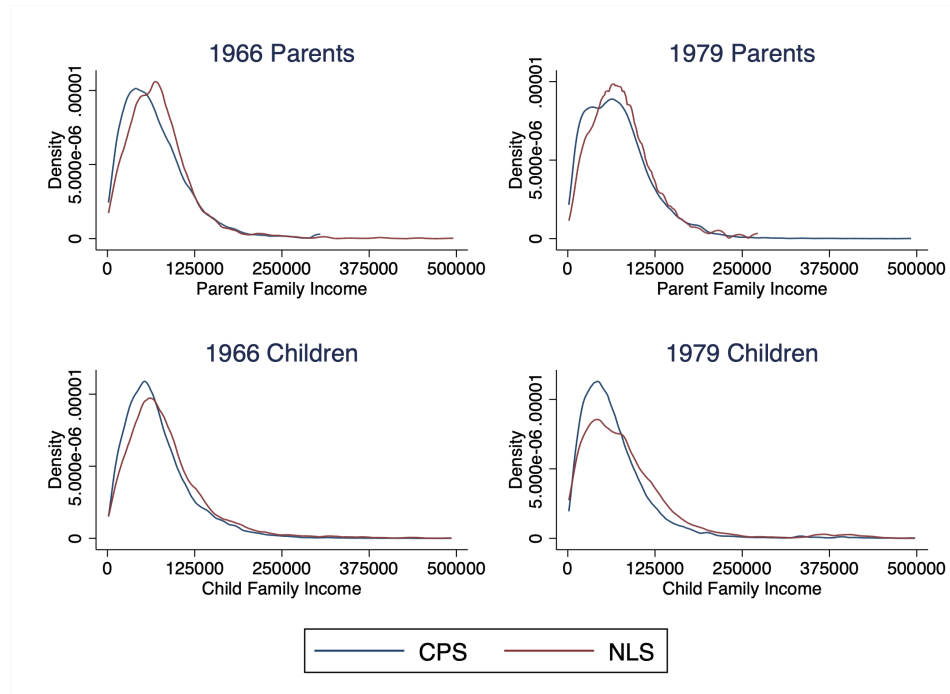 1966 Parents
Density
0 5.000e-06 .00001
0 125000 250000 375000 500000
Parent Family Income
1979 Parents
Density
0 5.000e-06 .00001
0 125000 250000 375000 500000
Parent Family Income
1966 Children
Density
0 5.000e-06 .00001
0 125000 250000 375000 500000
Child Family Income
1979 Children
Density
0 5.000e-06 .00001
0 125000 250000 375000 500000
Child Family Income
CPS NLS